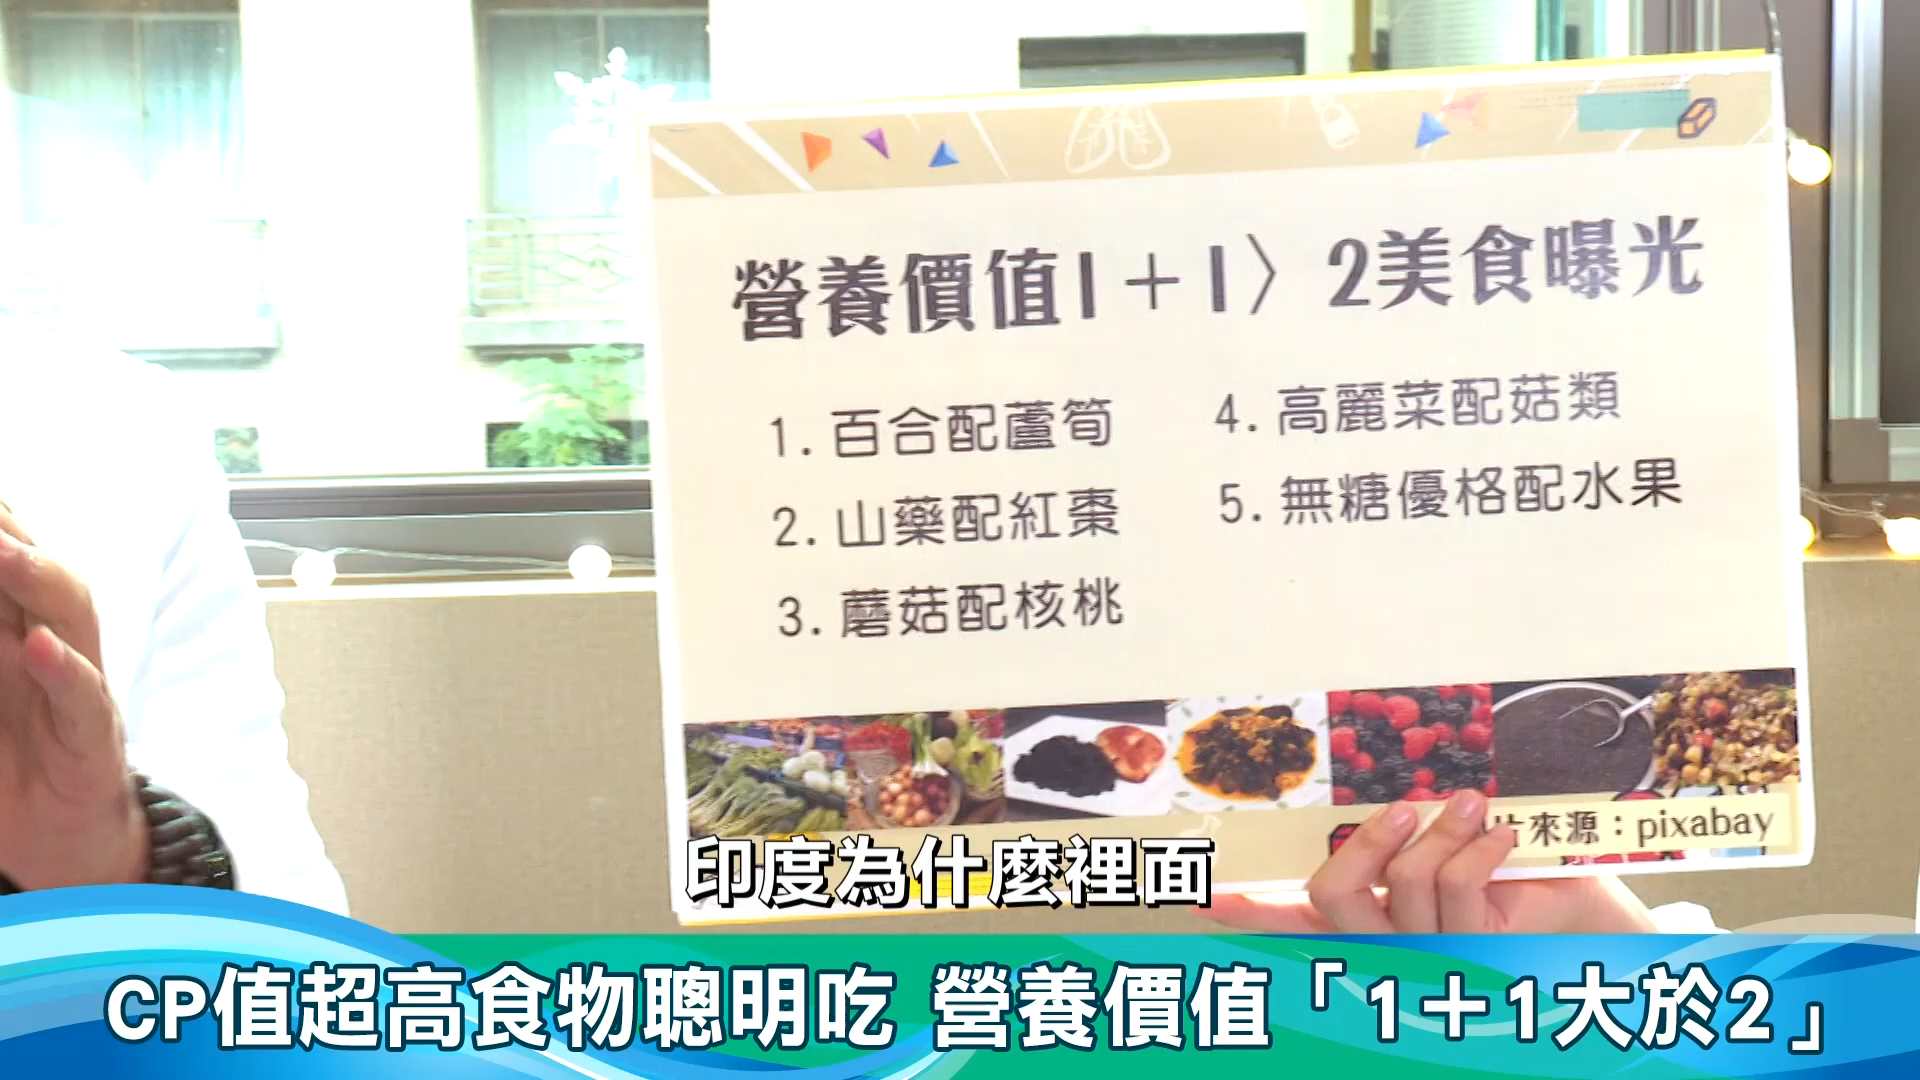 營養價值1+1〉2美食曝光
1.百合配蘆筍
2.山藥配紅棗
3.蘑菇配核桃
4.高麗菜配菇類
5.無糖優格配水果
片來源：pixabay
印度為什麼裡面
CP值超高食物聰明吃 營養價值「1+1大於2」